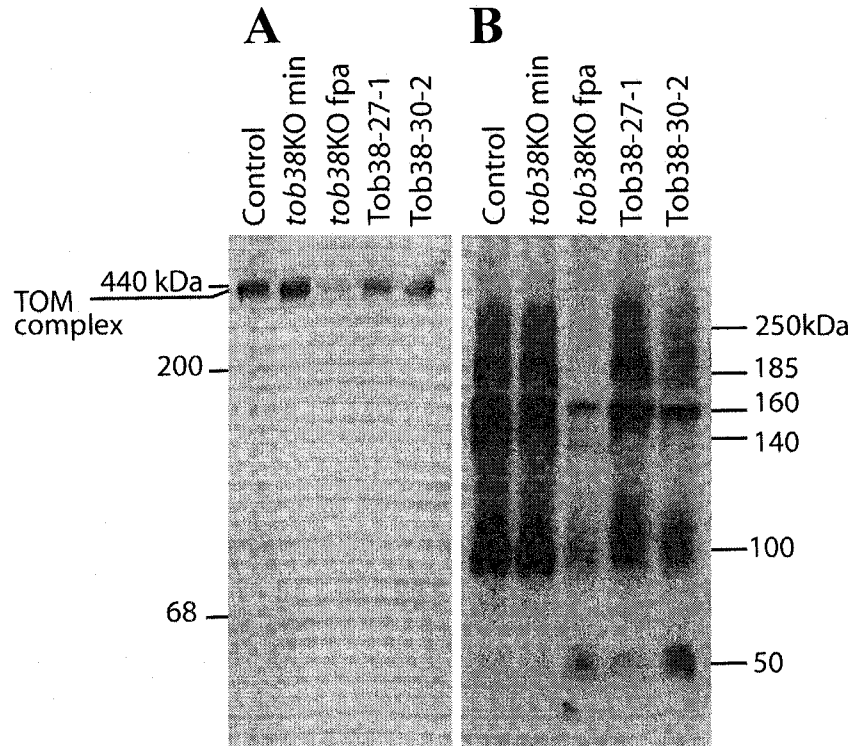 A
B
Control
tob38KO min
tob38KO fpa
Tob38-27-1
Tob38-30-2
Control
tob38KO min
tob38KO fpa
Tob38-27-1
Tob38-30-2
440 kDa
TOM
complex
200
68
250kDa
185
160
140
100
50